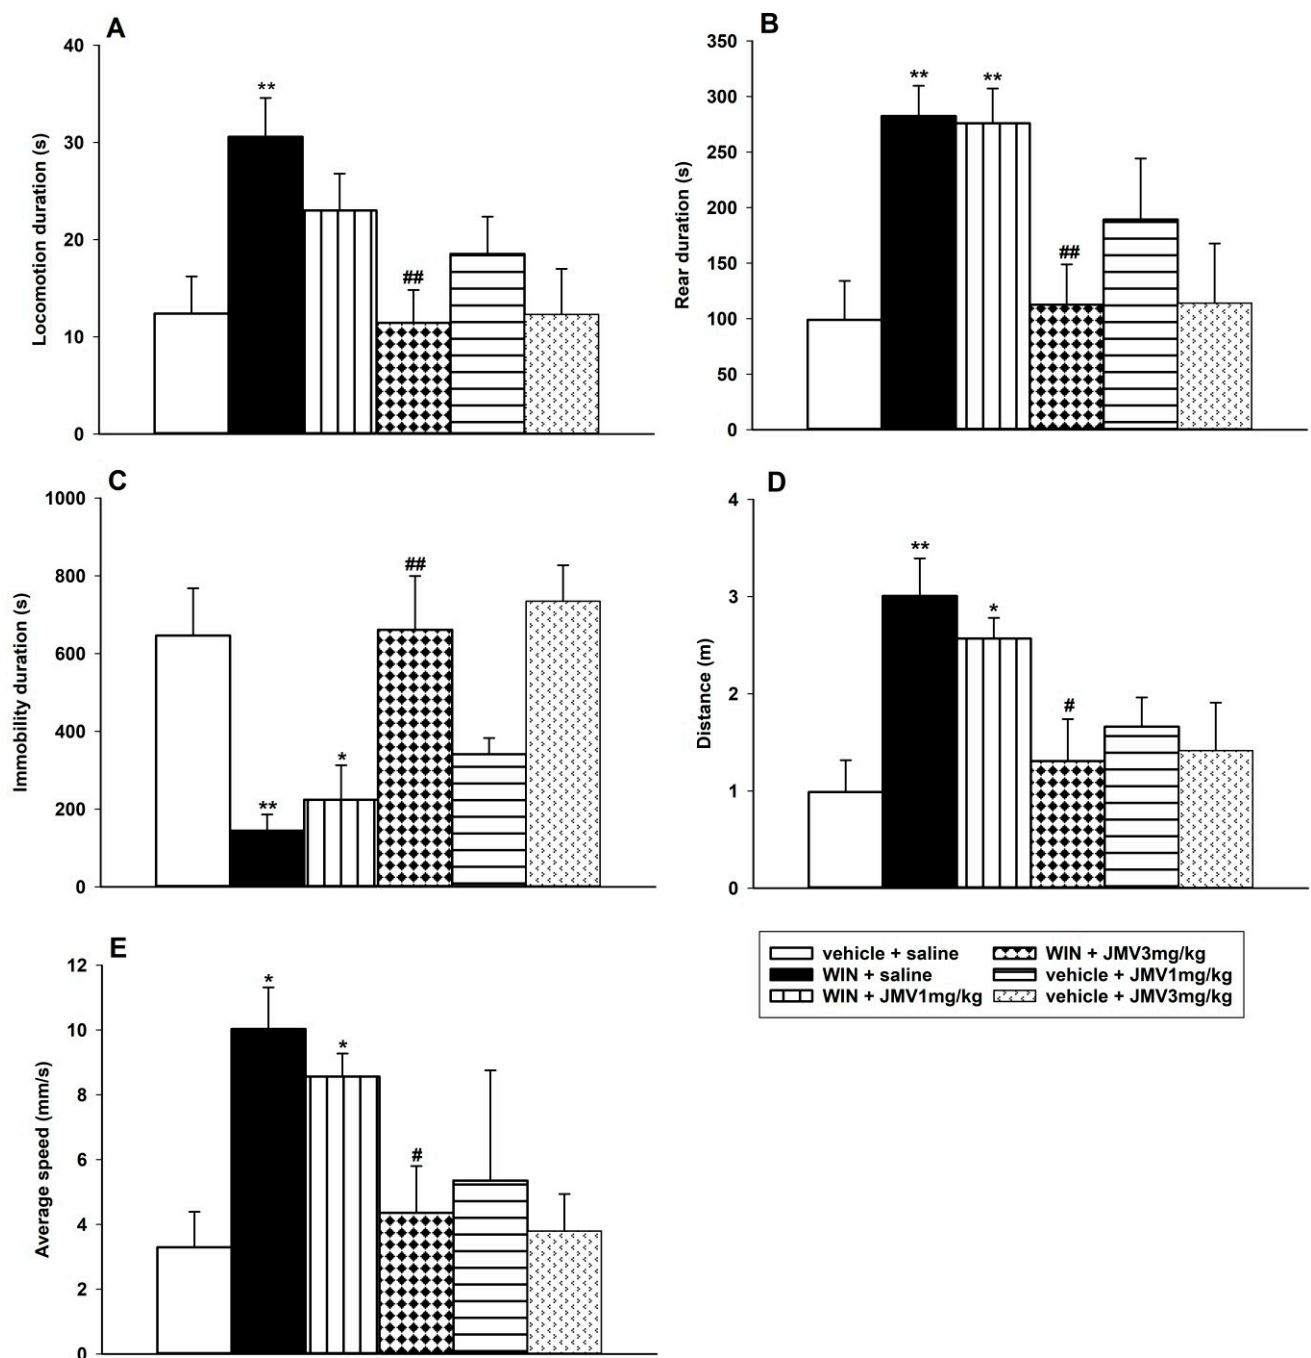 A
40
30
20
10
0
Locomotion duration (s)
**
##
B
350
300
250
200
150
100
50
0
Rear duration (s)
**
**
##
C
1000
800
600
400
200
0
Immobility duration (s)
**
*
##
D
4
3
2
1
0
Distance (m)
**
*
#
vehicle + saline
WIN + saline
WIN + JMV1mg/kg
WIN + JMV3mg/kg
vehicle + JMV1mg/kg
vehicle + JMV3mg/kg
E
12
10
8
6
4
2
0
Average speed (mm/s)
*
*
#